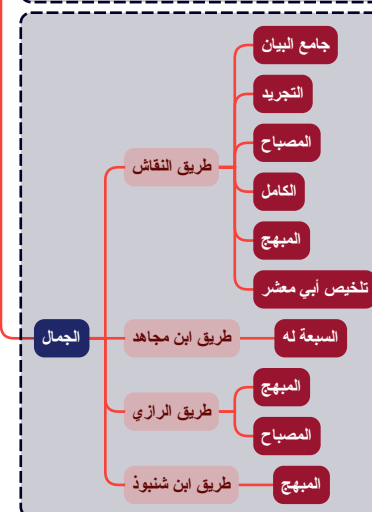 الجمال
طريق النقاش
جامع البيان
التجريد
المصباح
الكامل
المبهج
تلخيص أبي معشر
طريق ابن مجاهد
السبعة له
طريق الرازي
المبهج
المصباح
طريق ابن شنبوذ
المبهج